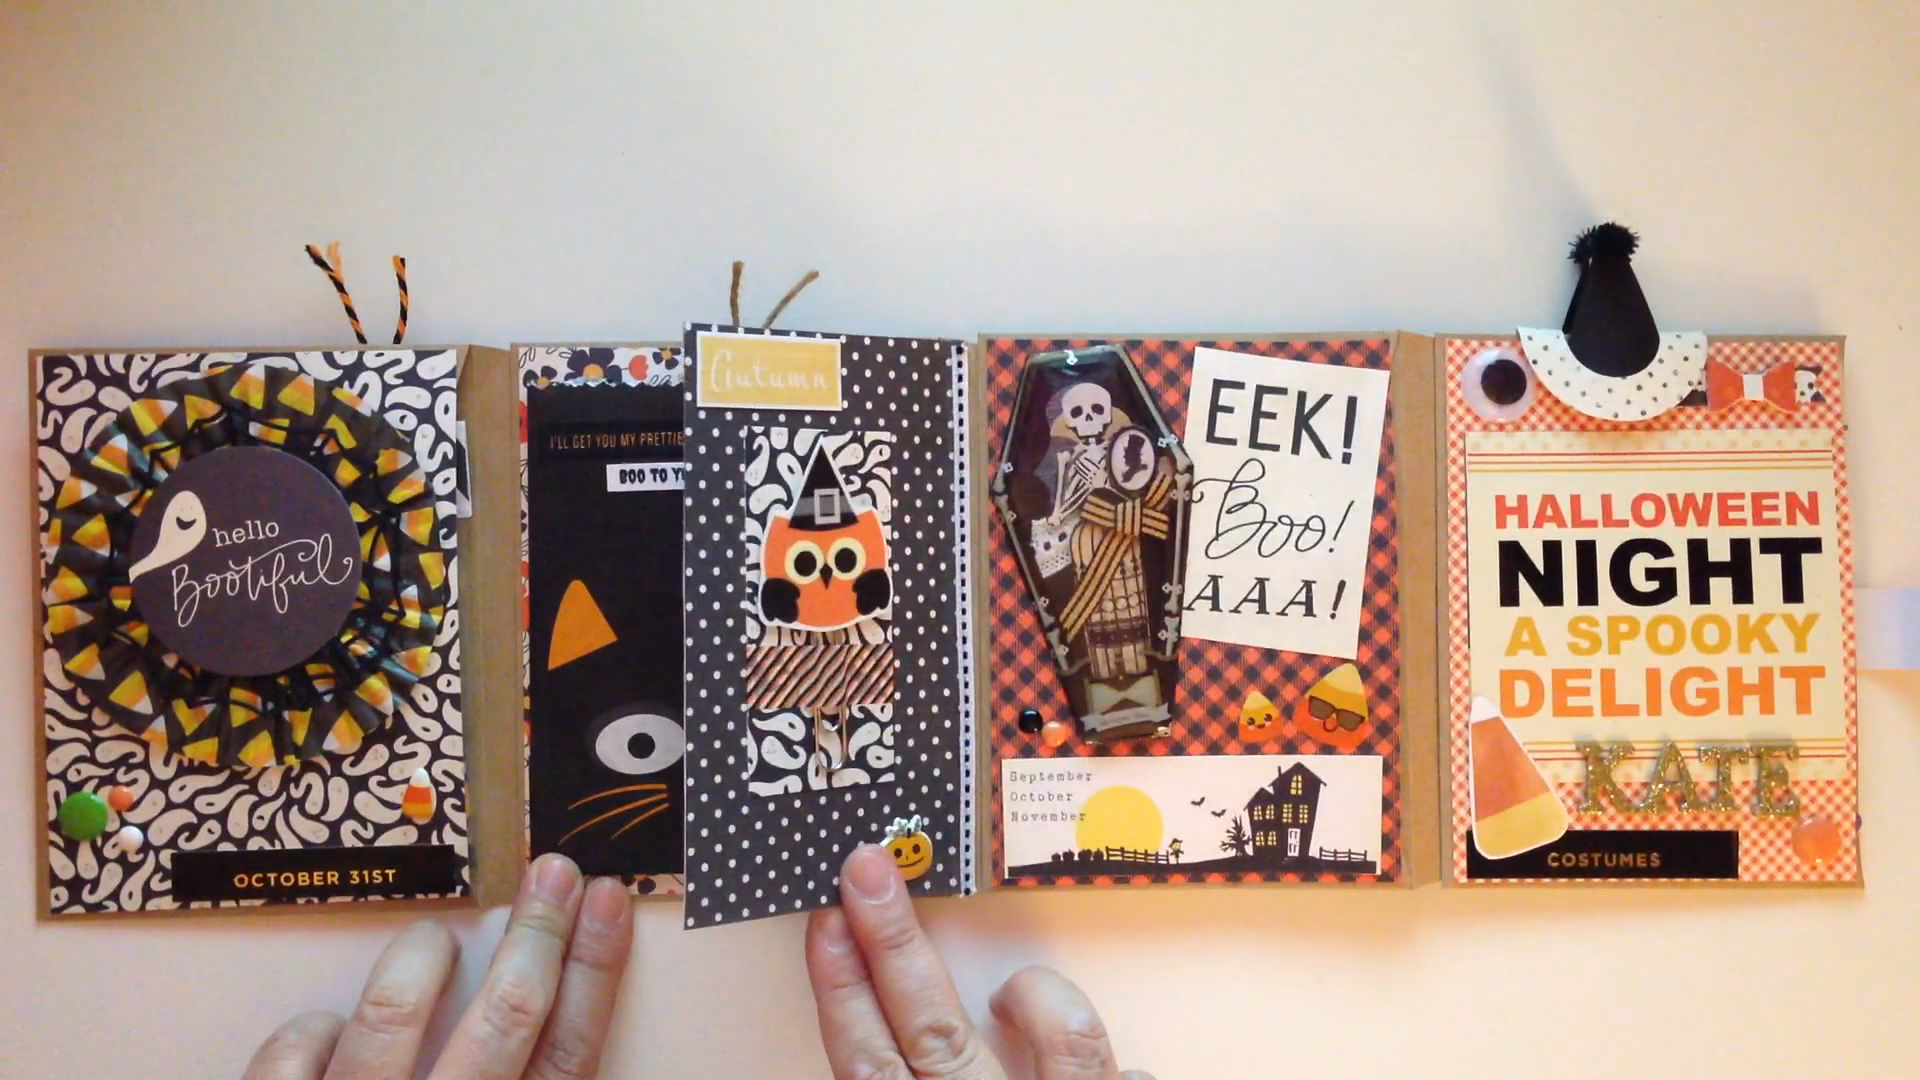 hello
Bootiful
OCTOBER 31ST
I'LL GET YOU MY PRETTIE
BOO TO Y
Autumn
EEK!
Boo!
AAA!
September
October
November
HALLOWEEN
NIGHT
A SPOOKY
DELIGHT
KATE
COSTUMES